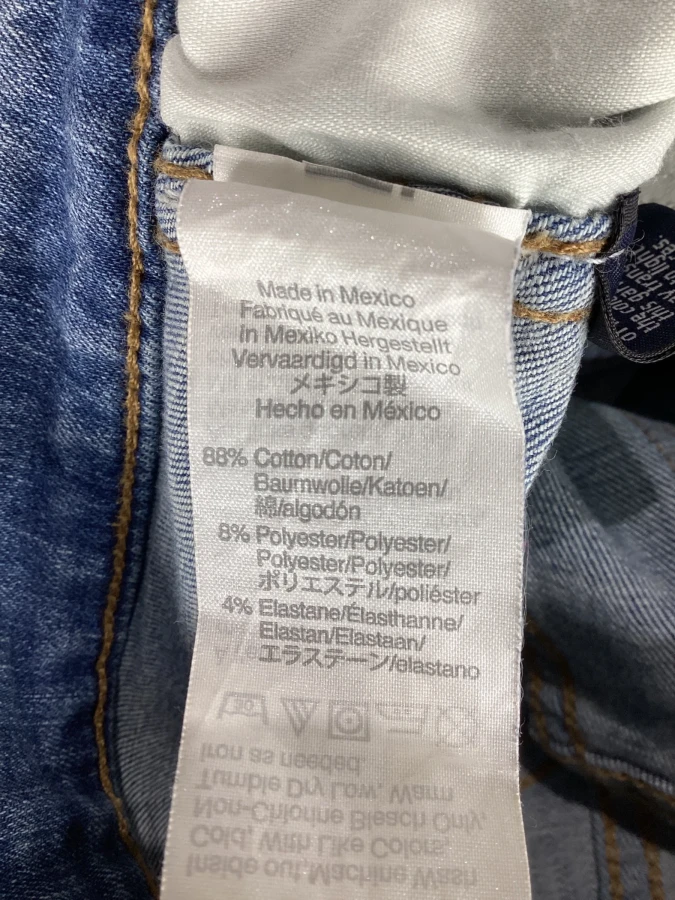 Made in Mexico
Fabriqué au Mexique
In Mexiko Hergestellt
Vervaardigd in Mexico
メキシコ製
Hecho en México
88% Cotton/Coton/
Baumwolle/Katoen/
綿/algodón
8% Polyester/Polyester/
Polyester/Polyester/
ポリエステル/poliéster
4% Elastane/Élasthanne/
Elastan/Elastaan/
エラステーン/elastano
30
Iron as needed.
Tumble Dry Low, Warm
Non-Chlorine Bleach Only,
Cold, With Like Colors,
Inside out, Machine Wash
the
this